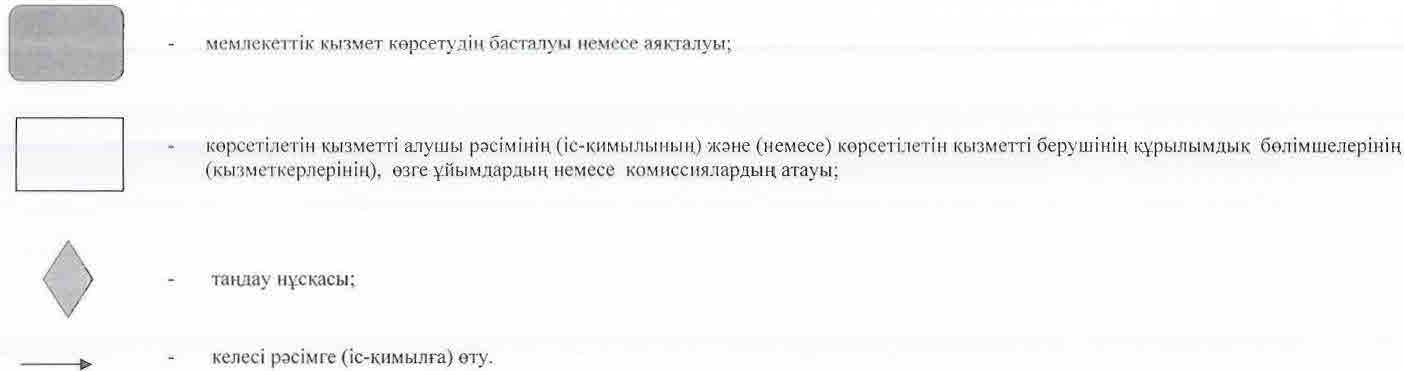 - мемлекеттік қызмет көрсетудің басталуы немесе аяқталуы;
- көрсетілетін қызметті алушы рәсімінің (іс-қимылының) және (немесе) көрсетілетін қызметті берушінің құрылымдық бөлімшелерінің
(қызметкерлерінің), өзге ұйымдардың немесе комиссиялардың атауы;
- таңдау нұсқасы;
- келесі рәсімге (іс-қимылға) өту.